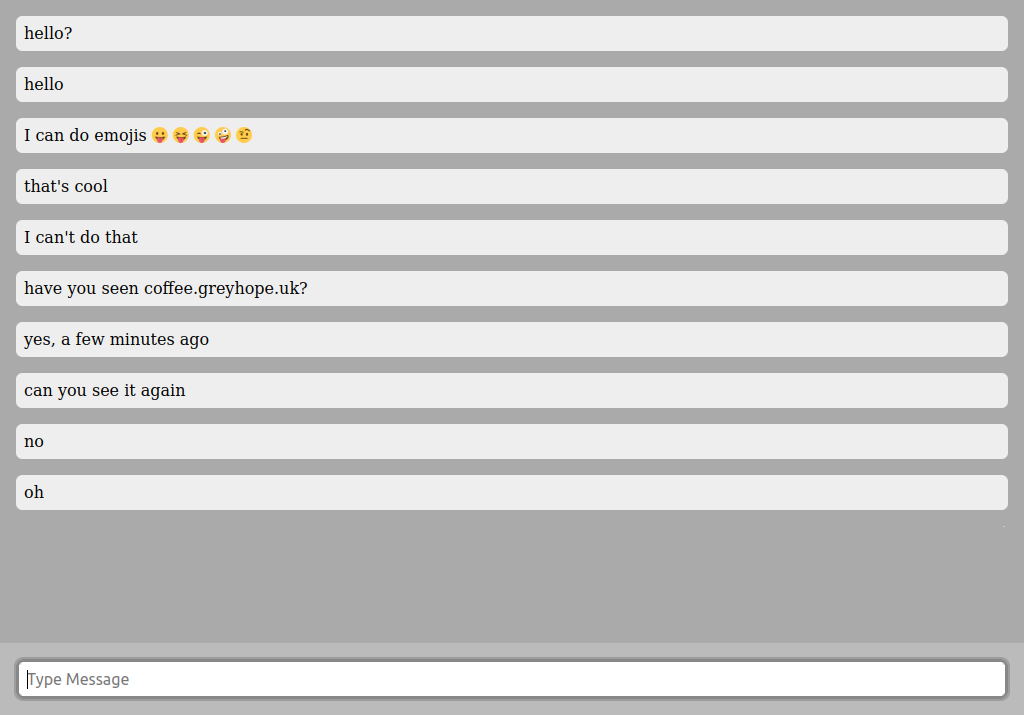 hello?
hello
I can do emojis 😛 😝 😜 🤪 🤨
that's cool
I can't do that
have you seen coffee.greyhope.uk?
yes, a few minutes ago
can you see it again
no
oh
Type Message